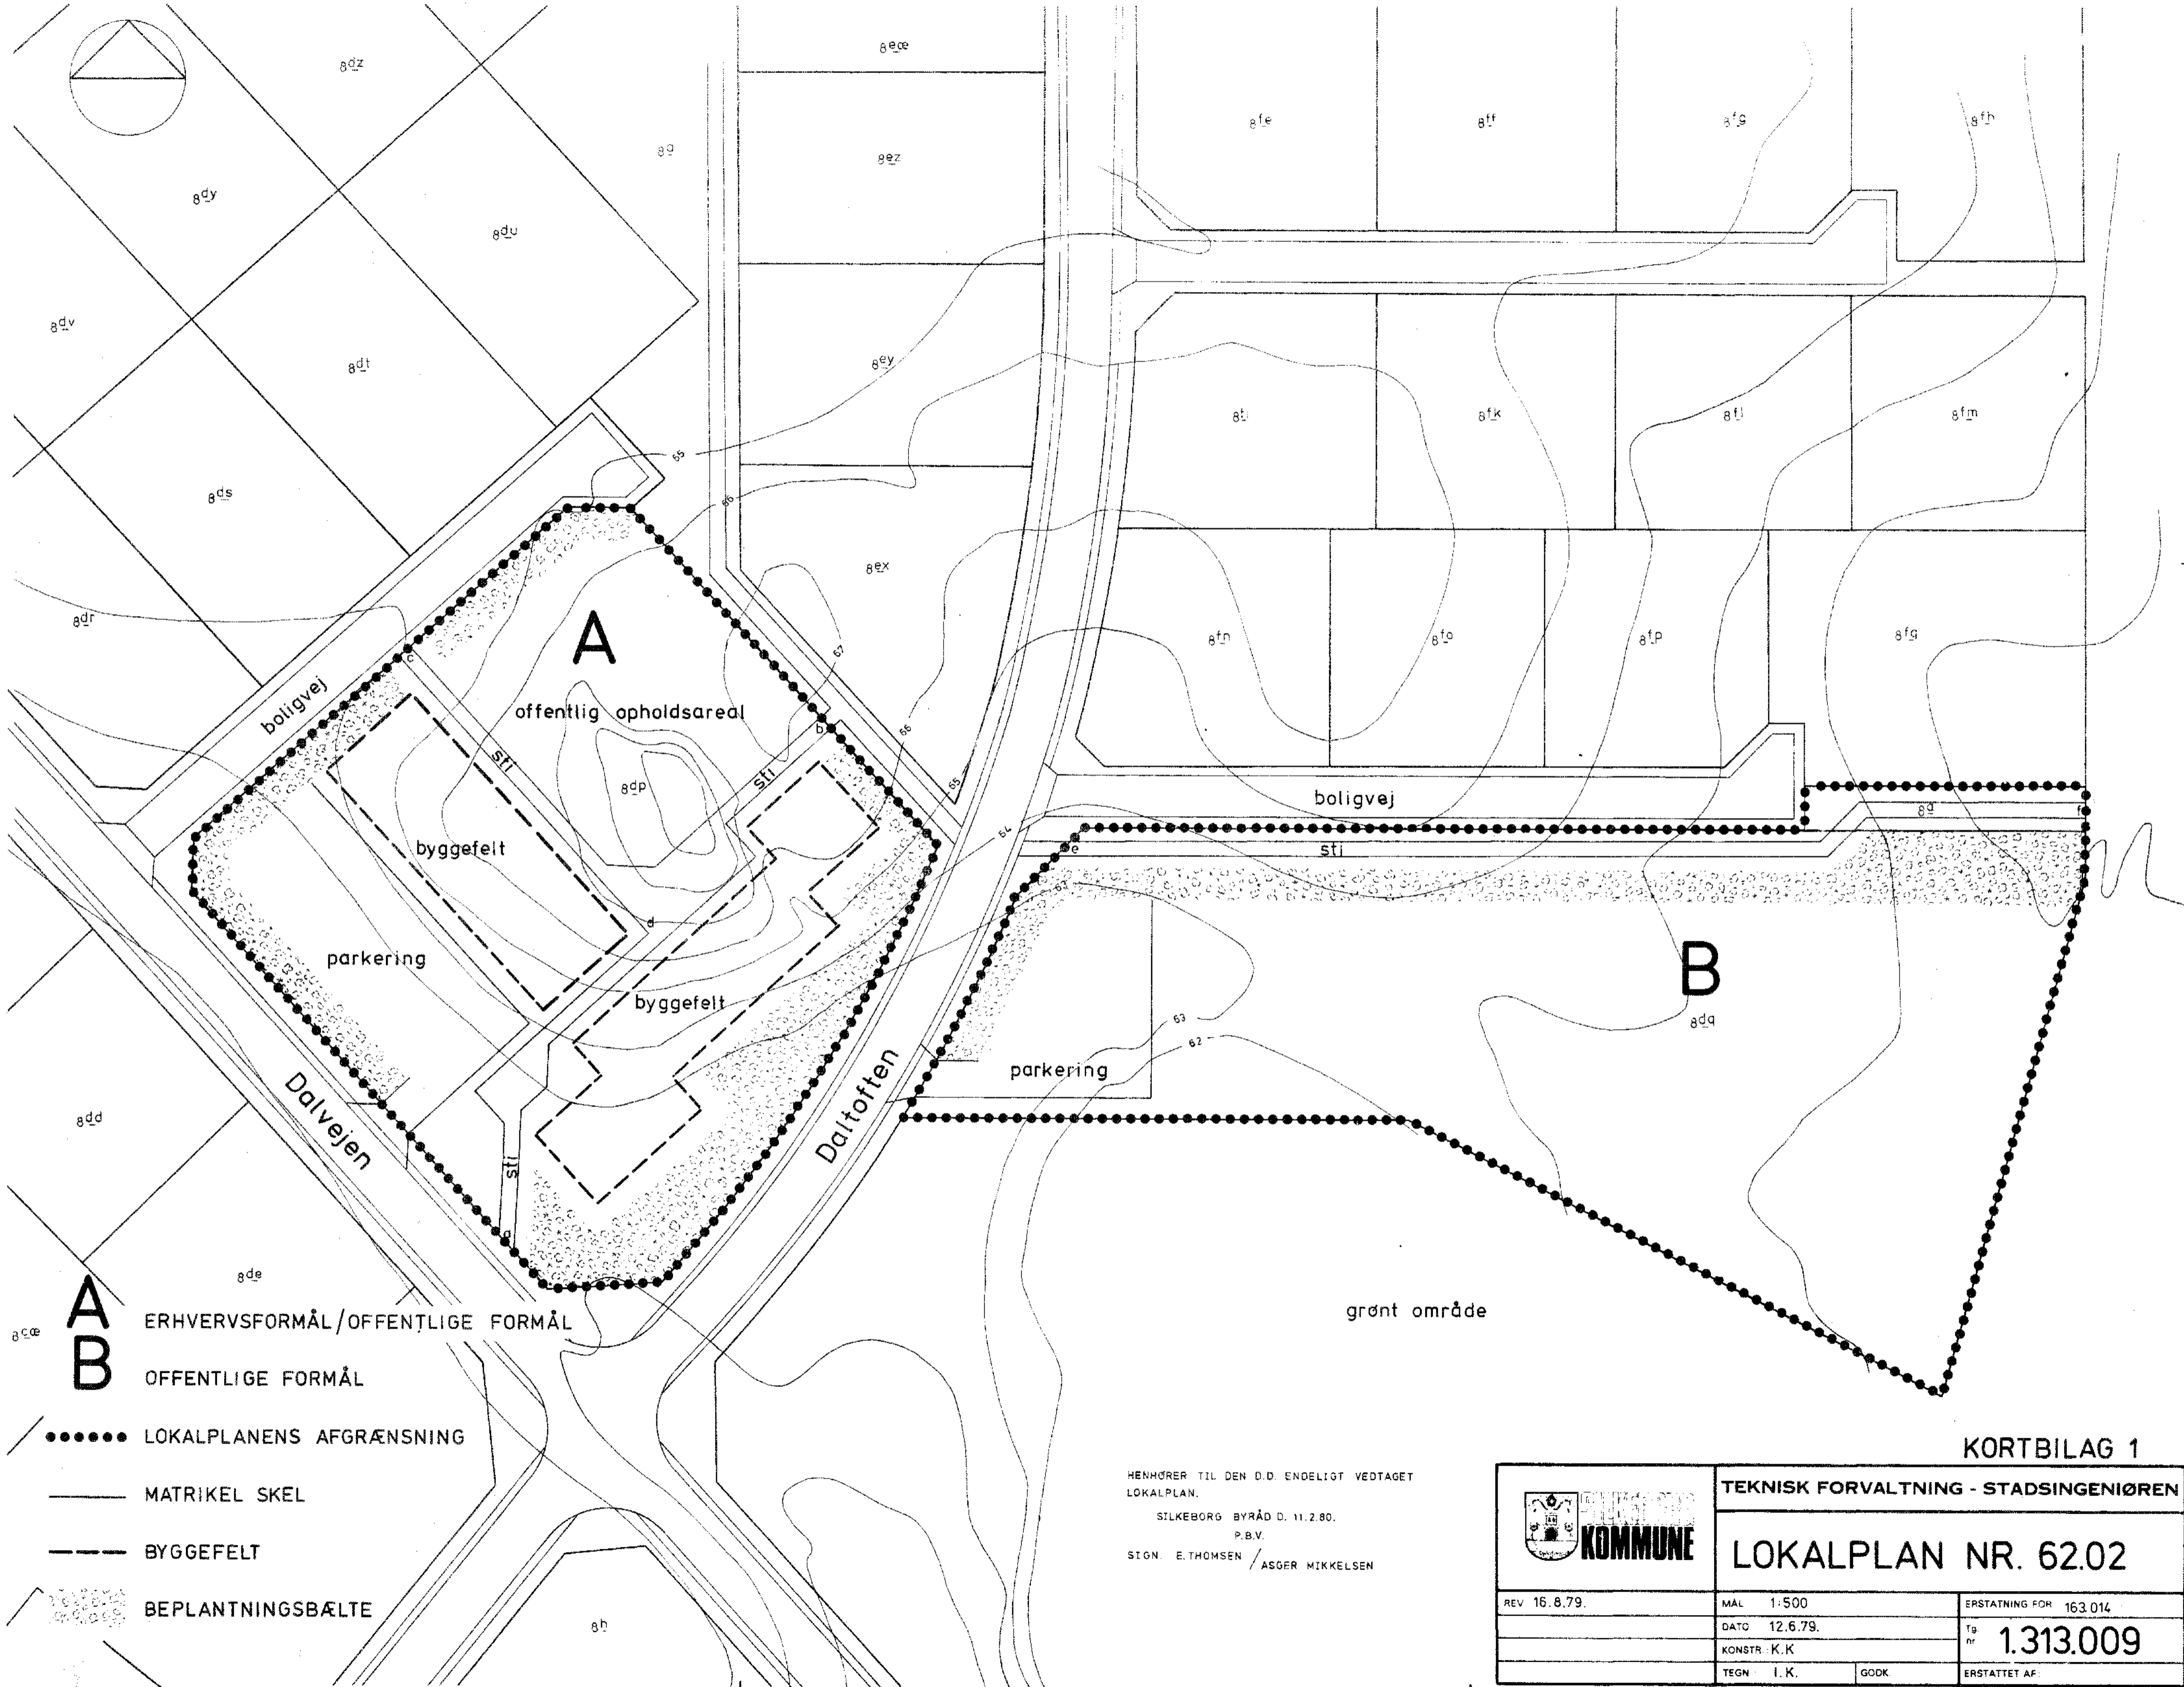 8eœ
8dz
8fe
8ff
8fg
8fh
8g
8ez
8dy
8du
8dv
8ey
8dt
8fi
8fk
8fl
8fm
65
8ds
66
8ex
8dr
A
67
8fn
8fo
8fp
8fq
c
boligvej
offentlig opholdsareal
b
66
sti
sti
8dp
65
boligvej
8g
f
64
byggefelt
e
sti
63
d
parkering
B
byggefelt
63
8dq
62
Daltoften
parkering
Dalvejen
8dd
sti
a
8de
grønt område
8cœ
A ERHVERVSFORMÅL/OFFENTLIGE FORMÅL
B OFFENTLIGE FORMÅL
LOKALPLANENS AFGRÆNSNING
MATRIKEL SKEL
BYGGEFELT
BEPLANTNINGSBÆLTE
8h
HENHØRER TIL DEN D.D. ENDELIGT VEDTAGET
LOKALPLAN.
SILKEBORG BYRÅD D. 11.2.80.
P.B.V.
SIGN. E.THOMSEN / ASGER MIKKELSEN
KORTBILAG 1
KOMMUNE
TEKNISK FORVALTNING - STADSINGENIØREN
LOKALPLAN NR. 62.02
REV 16.8.79.
MÅL 1:500
DATO 12.6.79.
KONSTR. K.K
TEGN I.K.
GODK.
ERSTATNING FOR 163.014
Tg. nr 1.313.009
ERSTATTET AF: